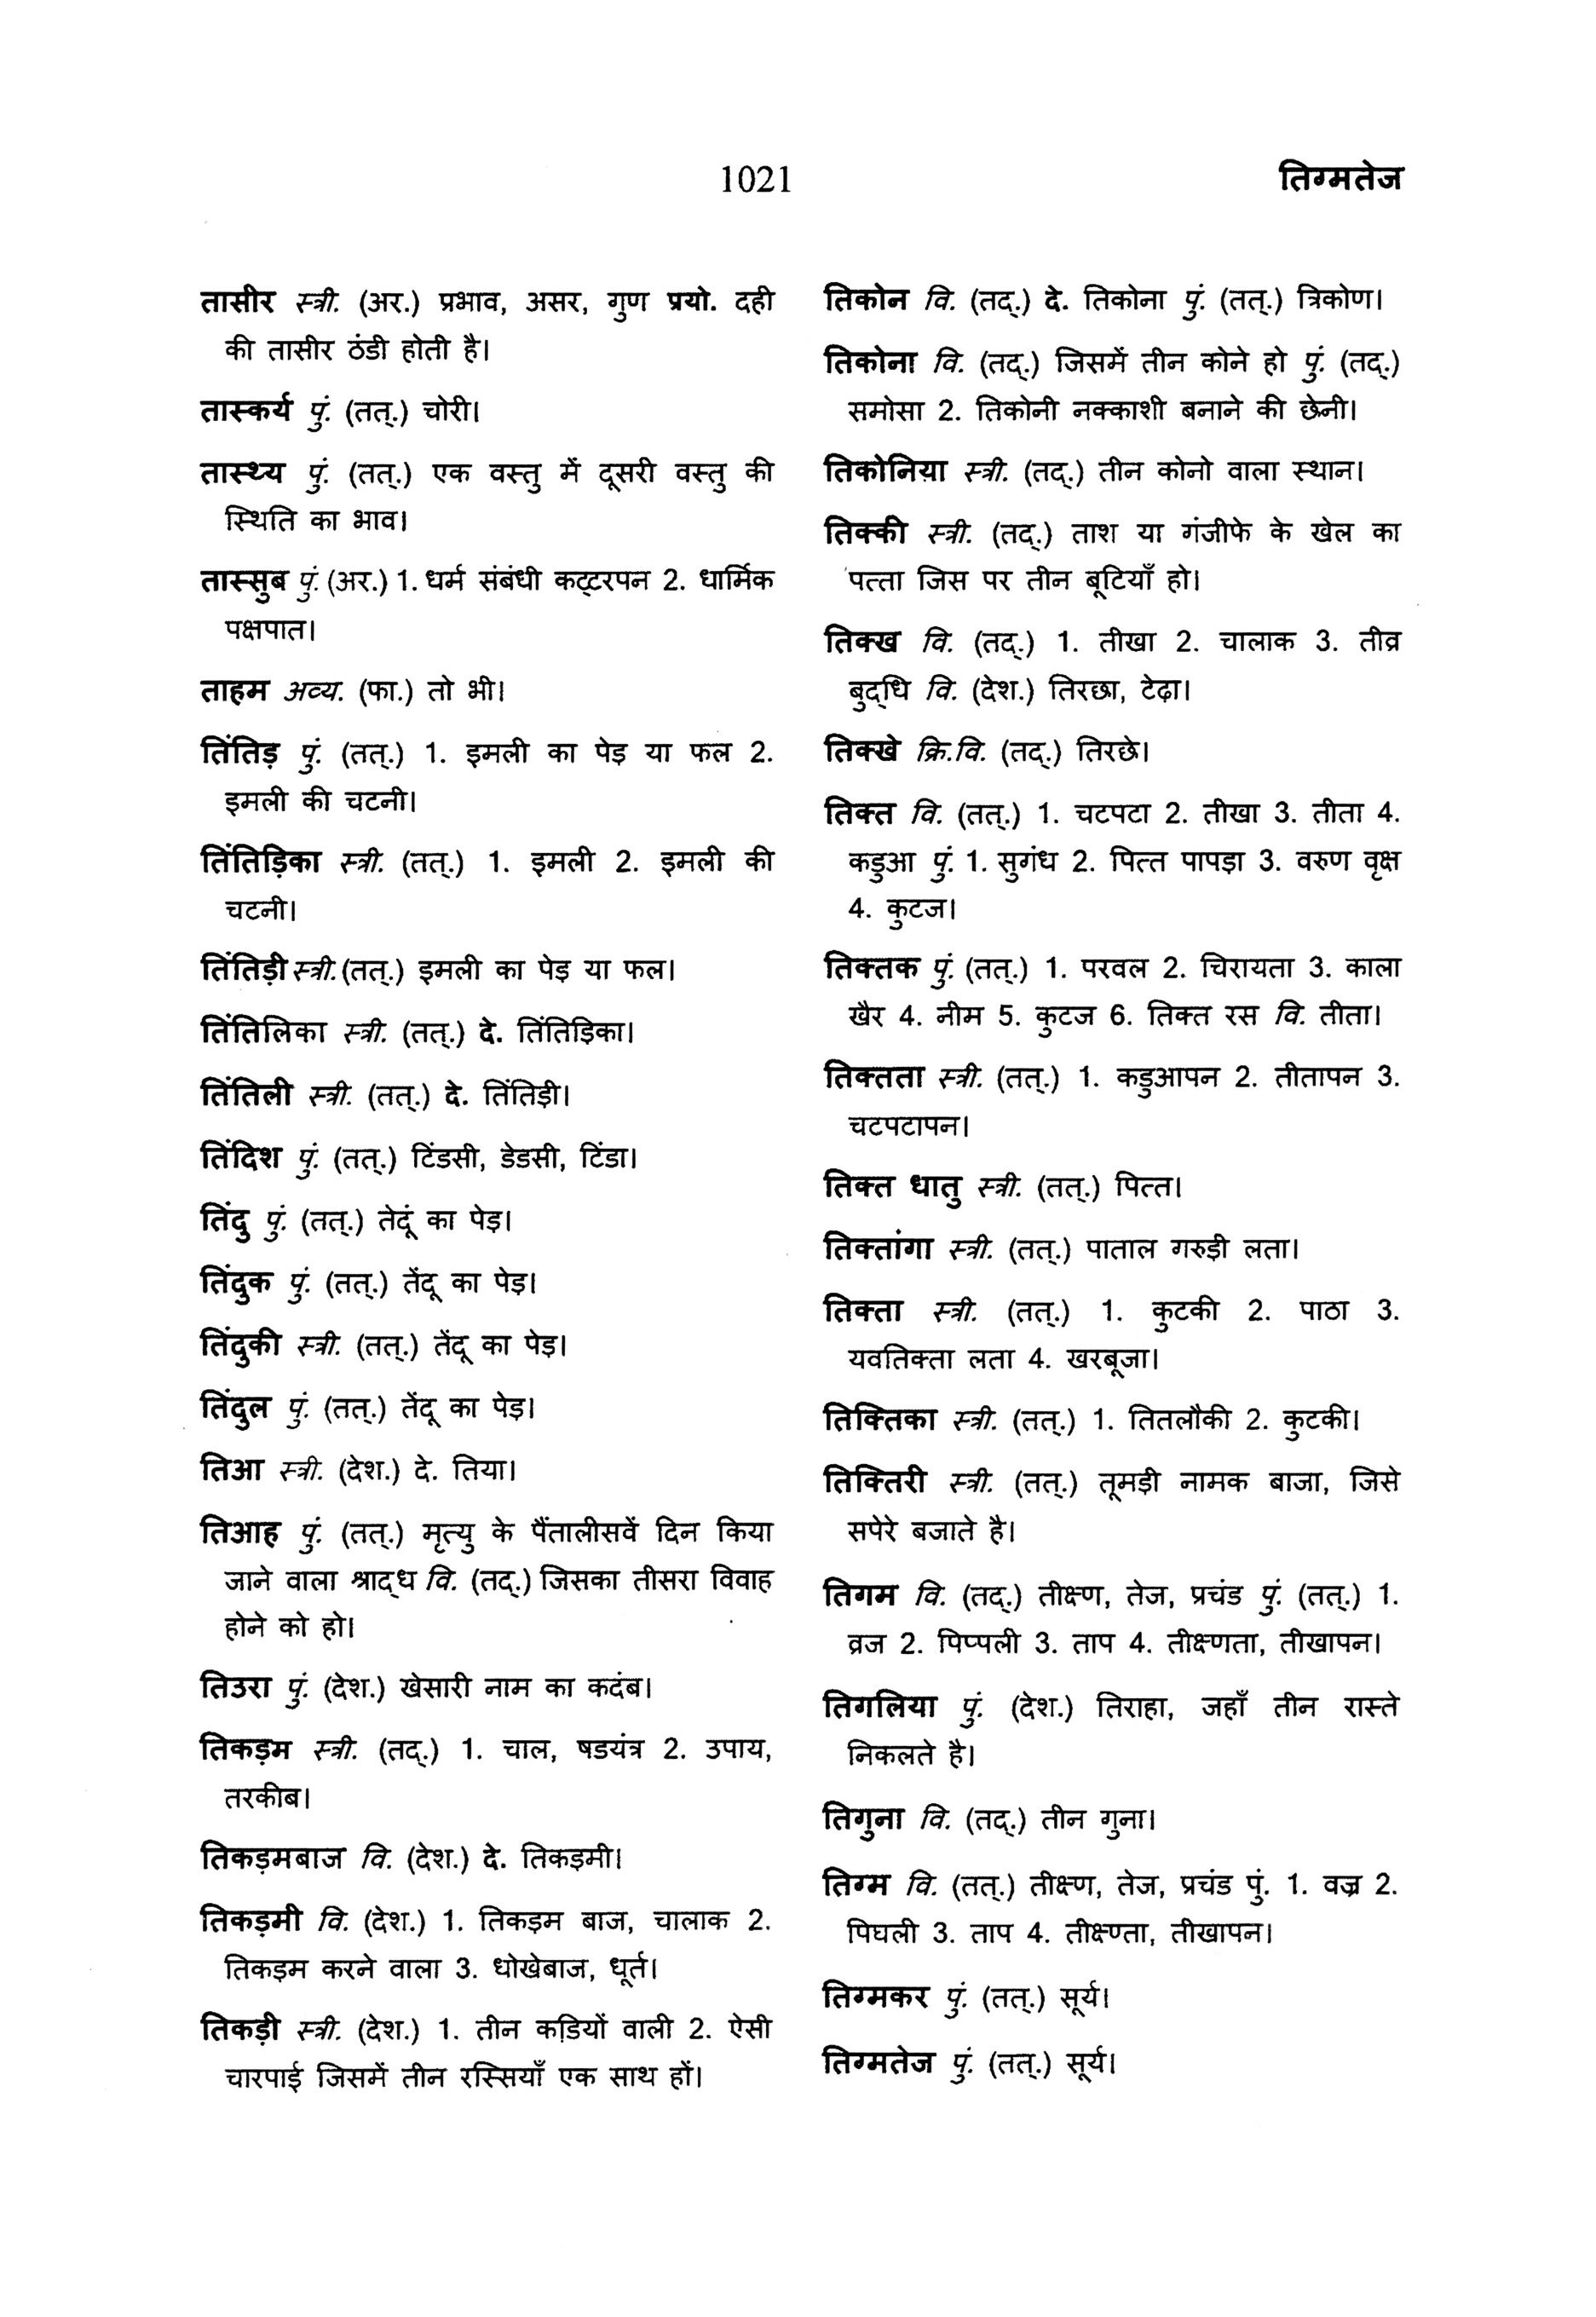 1021
तिग्मतेज
तासीर स्त्री. (अर.) प्रभाव, असर, गुण प्रयो. दही
की तासीर ठंडी होती है।
तास्कर्य पुं. (तत्.) चोरी।
तास्थ्य पुं. (तत्.) एक वस्तु में दूसरी वस्तु की
स्थिति का भाव।
तास्सुब पुं. (अर.) 1. धर्म संबंधी कट्टरपन 2. धार्मिक
पक्षपात।
ताहम अव्य. (फा.) तो भी।
तिंतिड़ पुं. (तत्.) 1. इमली का पेड़ या फल 2.
इमली की चटनी।
तिंतिड़िका स्त्री. (तत्.) 1. इमली 2. इमली की
चटनी।
तिंतिड़ी स्त्री. (तत्.) इमली का पेड़ या फल।
तिंतिलिका स्त्री. (तत्.) दे. तिंतिड़िका।
तिंतिली स्त्री. (तत्.) दे. तिंतिड़ी।
तिंदिश पुं. (तत्.) टिंडसी, डेडसी, टिंडा।
तिंदु पुं. (तत्.) तेदूं का पेड़।
तिंदुक पुं. (तत्.) तेंदू का पेड़।
तिंदुकी स्त्री. (तत्.) तेंदू का पेड़।
तिंदुल पुं. (तत्.) तेंदू का पेड़।
तिआ स्त्री. (देश.) दे. तिया।
तिआह पुं. (तत्.) मृत्यु के पैंतालीसवें दिन किया
जाने वाला श्राद्ध वि. (तद्.) जिसका तीसरा विवाह
होने को हो।
तिउरा पुं. (देश.) खेसारी नाम का कदंब।
तिकड़म स्त्री. (तद्.) 1. चाल, षडयंत्र 2. उपाय,
तरकीब।
तिकड़मबाज वि. (देश.) दे. तिकड़मी।
तिकड़मी वि. (देश.) 1. तिकड़म बाज, चालाक 2.
तिकड़म करने वाला 3. धोखेबाज, धूर्त।
तिकड़ी स्त्री. (देश.) 1. तीन कडि़यों वाली 2. ऐसी
चारपाई जिसमें तीन रस्सियाँ एक साथ हों।
तिकोन वि. (तद्.) दे. तिकोना पुं. (तत्.) त्रिकोण।
तिकोना वि. (तद्.) जिसमें तीन कोने हो पुं. (तद्.)
समोसा 2. तिकोनी नक्काशी बनाने की छेनी।
तिकोनिया स्त्री. (तद्.) तीन कोनो वाला स्थान।
तिक्की स्त्री. (तद्.) ताश या गंजीफे के खेल का
पत्ता जिस पर तीन बूटियाँ हो।
तिक्ख वि. (तद्.) 1. तीखा 2. चालाक 3. तीव्र
बुद्धि वि. (देश.) तिरछा, टेढ़ा।
तिक्खे क्रि.वि. (तद्.) तिरछे।
तिक्त वि. (तत्.) 1. चटपटा 2. तीखा 3. तीता 4.
कड़ुआ पुं. 1. सुगंध 2. पित्त पापड़ा 3. वरुण वृक्ष
4. कुटज।
तिक्तक पुं. (तत्.) 1. परवल 2. चिरायता 3. काला
खैर 4. नीम 5. कुटज 6. तिक्त रस वि. तीता।
तिक्तता स्त्री. (तत्.) 1. कड़ुआपन 2. तीतापन 3.
चटपटापन।
तिक्त धातु स्त्री. (तत्.) पित्त।
तिक्तांगा स्त्री. (तत्.) पाताल गरुड़ी लता।
तिक्ता स्त्री. (तत्.) 1. कुटकी 2. पाठा 3.
यवतिक्ता लता 4. खरबूजा।
तिक्तिका स्त्री. (तत्.) 1. तितलौकी 2. कुटकी।
तिक्तिरी स्त्री. (तत्.) तूमड़ी नामक बाजा, जिसे
सपेरे बजाते है।
तिगम वि. (तद्.) तीक्ष्ण, तेज, प्रचंड पुं. (तत्.) 1.
व्रज 2. पिप्पली 3. ताप 4. तीक्ष्णता, तीखापन।
तिगलिया पुं. (देश.) तिराहा, जहाँ तीन रास्ते
निकलते है।
तिगुना वि. (तद्.) तीन गुना।
तिग्म वि. (तत्.) तीक्ष्ण, तेज, प्रचंड पुं. 1. वज्र 2.
पिघली 3. ताप 4. तीक्ष्णता, तीखापन।
तिग्मकर पुं. (तत्.) सूर्य।
तिग्मतेज पुं. (तत्.) सूर्य।